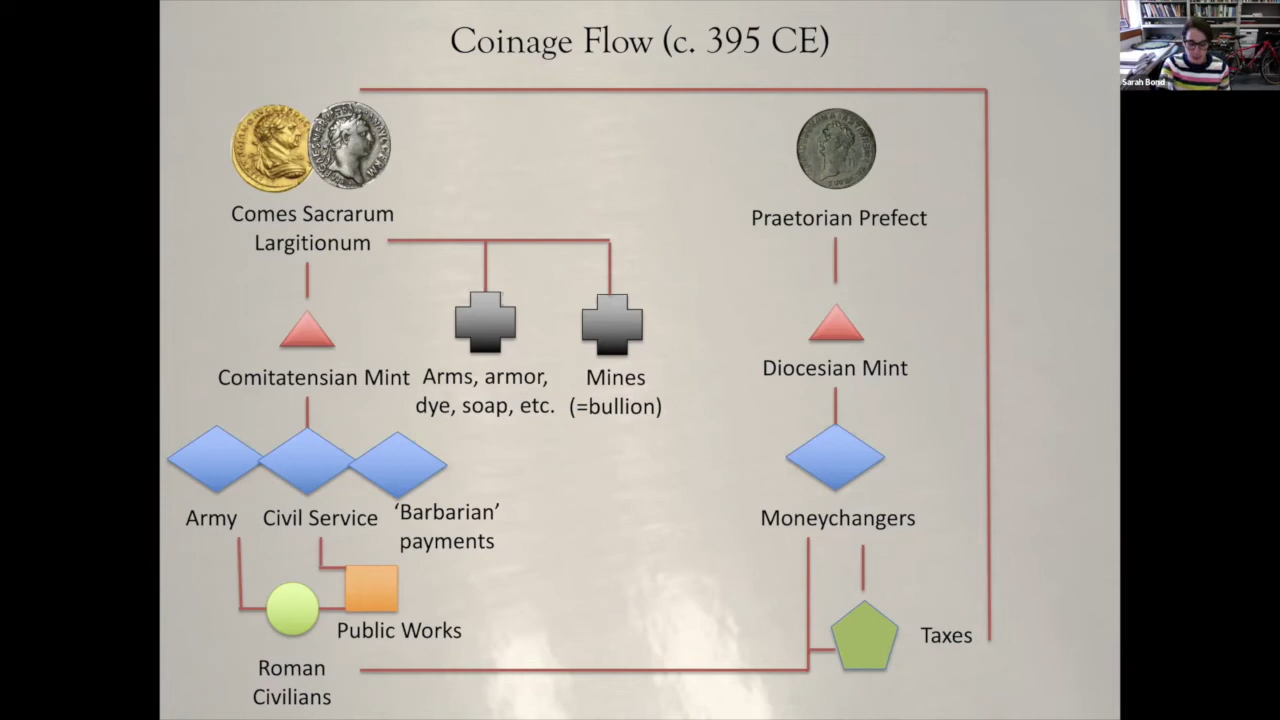 Coinage Flow (c. 395 CE)
Sarah Bond
Comes Sacrarum
Largitionum
Praetorian Prefect
Comitatensian Mint
Arms, armor,
dye, soap, etc.
Mines
(=bullion)
Diocesian Mint
Army
Civil Service
‘Barbarian’
payments
Moneychangers
Public Works
Taxes
Roman
Civilians